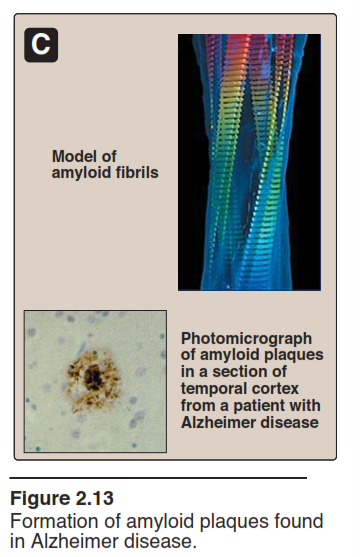 C
Model of
amyloid fibrils
Photomicrograph
of amyloid plaques
in a section of
temporal cortex
from a patient with
Alzheimer disease
Figure 2.13
Formation of amyloid plaques found
in Alzheimer disease.